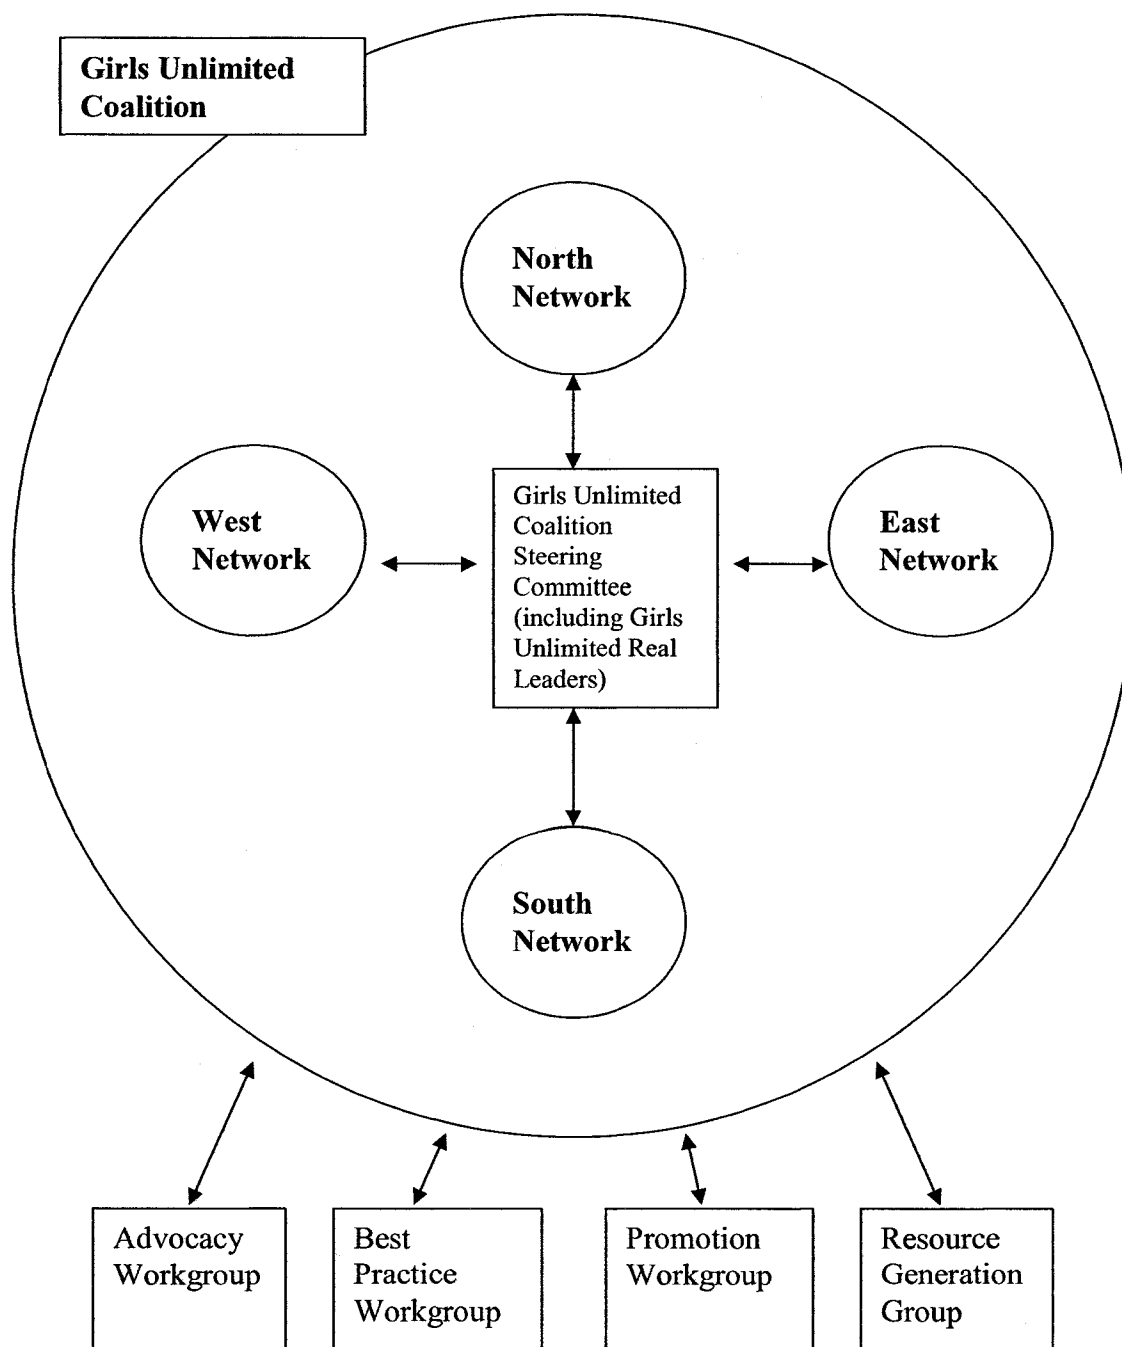 Girls Unlimited
Coalition
North
Network
West
Network
Girls Unlimited
Coalition
Steering
Committee
(including Girls
Unlimited Real
Leaders)
East
Network
South
Network
Advocacy
Workgroup
Best
Practice
Workgroup
Promotion
Workgroup
Resource
Generation
Group